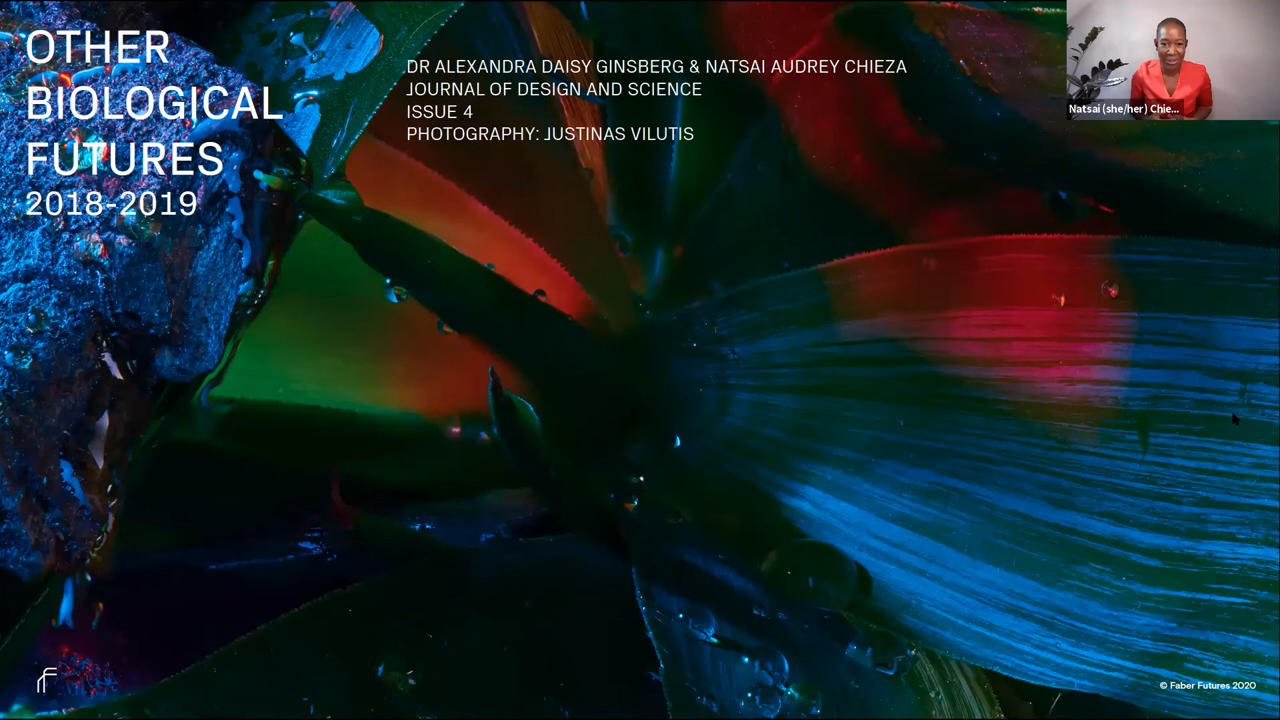 OTHER
BIOLOGICAL
FUTURES
2018-2019
DR ALEXANDRA DAISY GINSBERG & NATSAI AUDREY CHIEZA
JOURNAL OF DESIGN AND SCIENCE
ISSUE 4
PHOTOGRAPHY: JUSTINAS VILUTIS
Natsai (she/her) Chie...
© Faber Futures 2020